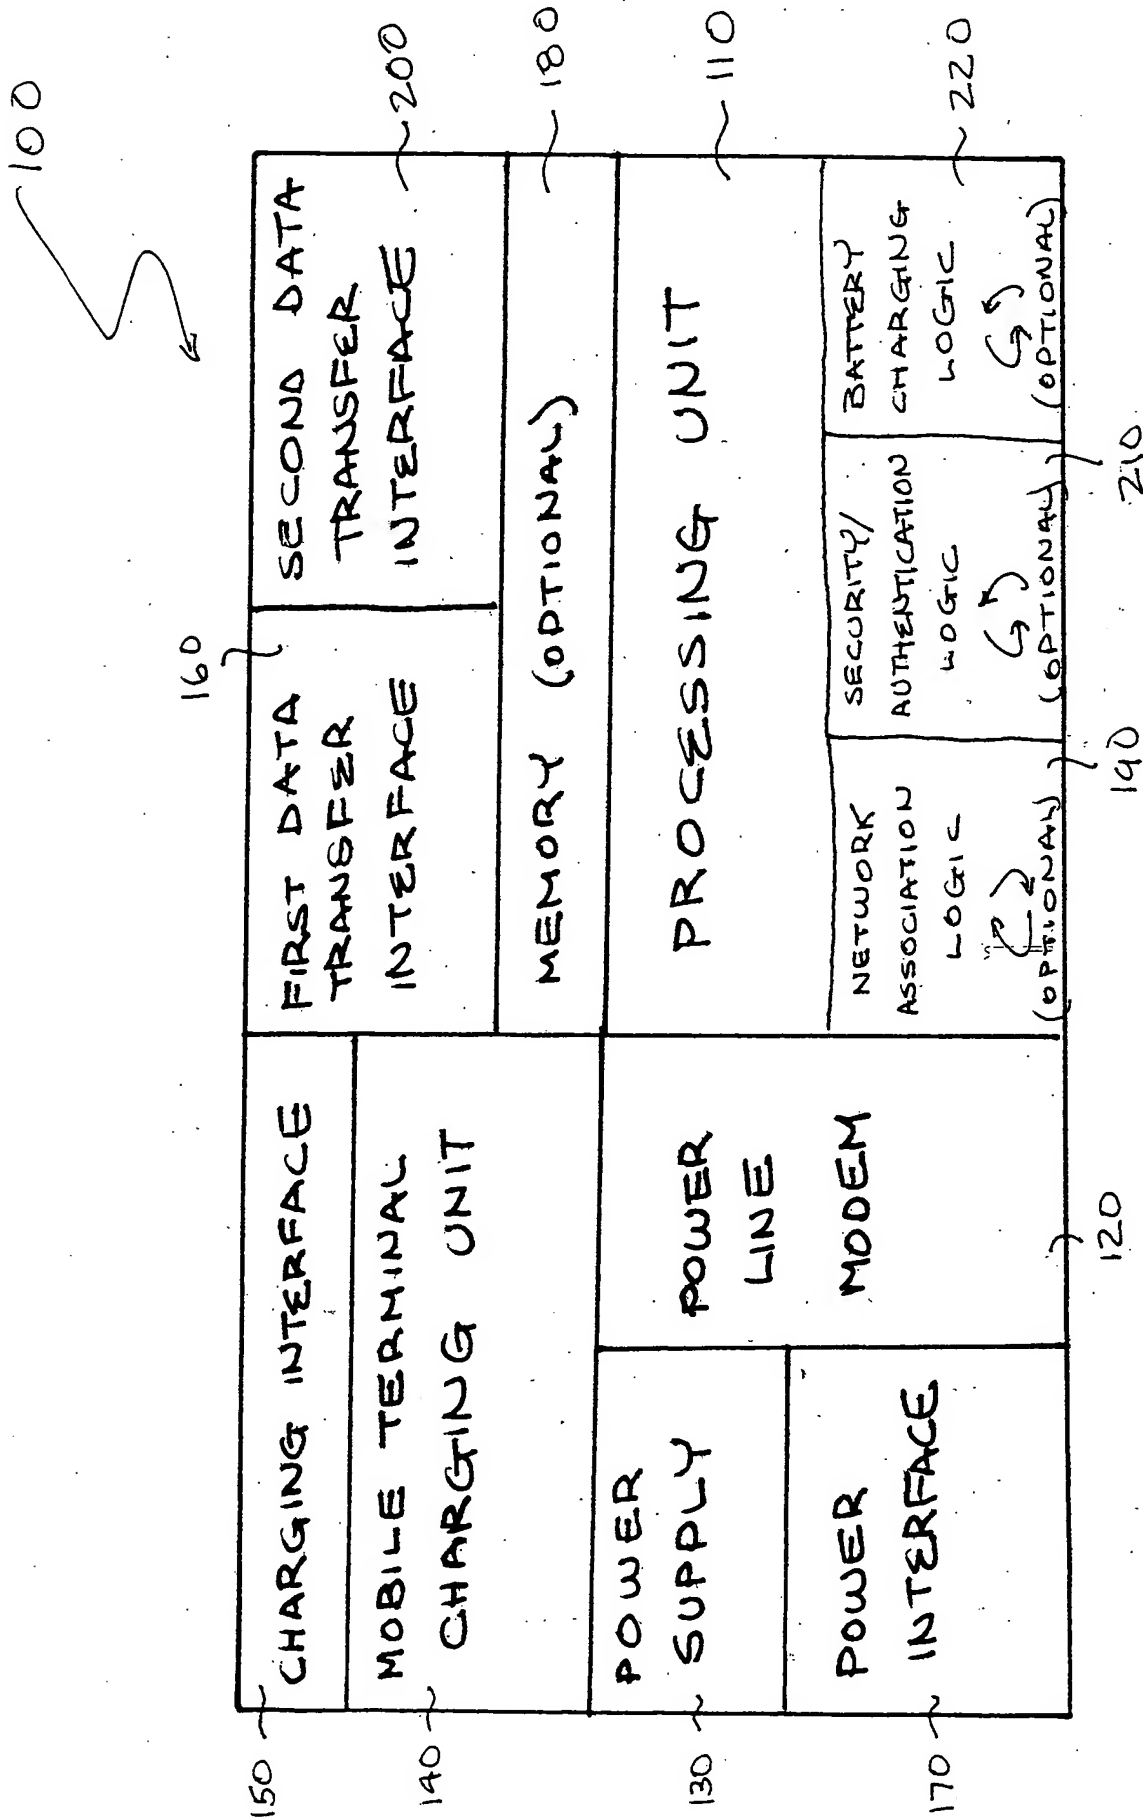 100
CHARGING INTERFACE
150
MOBILE TERMINAL
CHARGING UNIT
140
FIRST DATA
TRANSFER
INTERFACE
160
SECOND DATA
TRANSFER
INTERFACE
200
MEMORY (OPTIONAL)
180
POWER
SUPPLY
130
POWER
INTERFACE
170
POWER
LINE
MODEM
120
PROCESSING UNIT
110
NETWORK
ASSOCIATION
LOGIC
(OPTIONAL)
190
SECURITY/
AUTHENTICATION
LOGIC
(OPTIONAL)
210
BATTERY
CHARGING
LOGIC
(OPTIONAL)
220